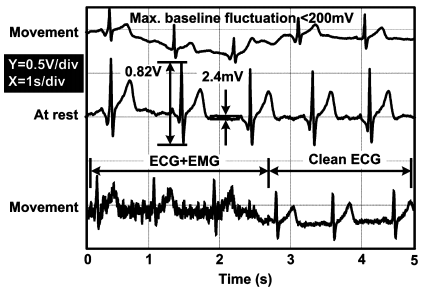 Max. baseline fluctuation <200mV
Movement
Y=0.5V/div
X=1s/div
0.82V
2.4mV
At rest
ECG+EMG
Clean ECG
Movement
0 1 2 3 4 5
Time (s)